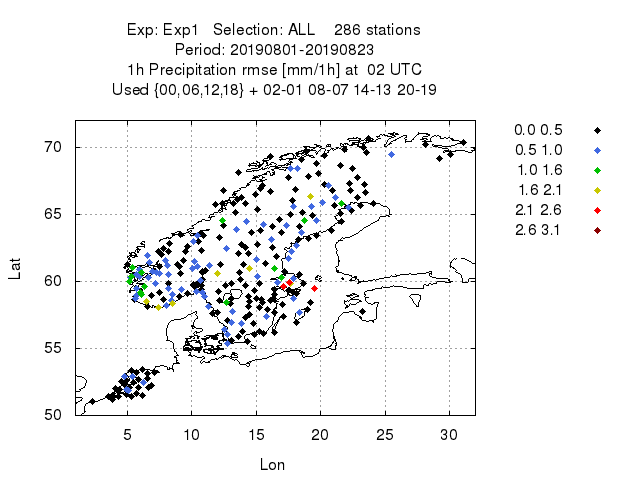 Exp: Exp1 Selection: ALL 286 stations
Period: 20190801-20190823
1h Precipitation rmse [mm/1h] at 02 UTC
Used {00,06,12,18} + 02-01 08-07 14-13 20-19
70
65
60
55
50
Lat
5 10 15 20 25 30
Lon
0.0 0.5
0.5 1.0
1.0 1.6
1.6 2.1
2.1 2.6
2.6 3.1